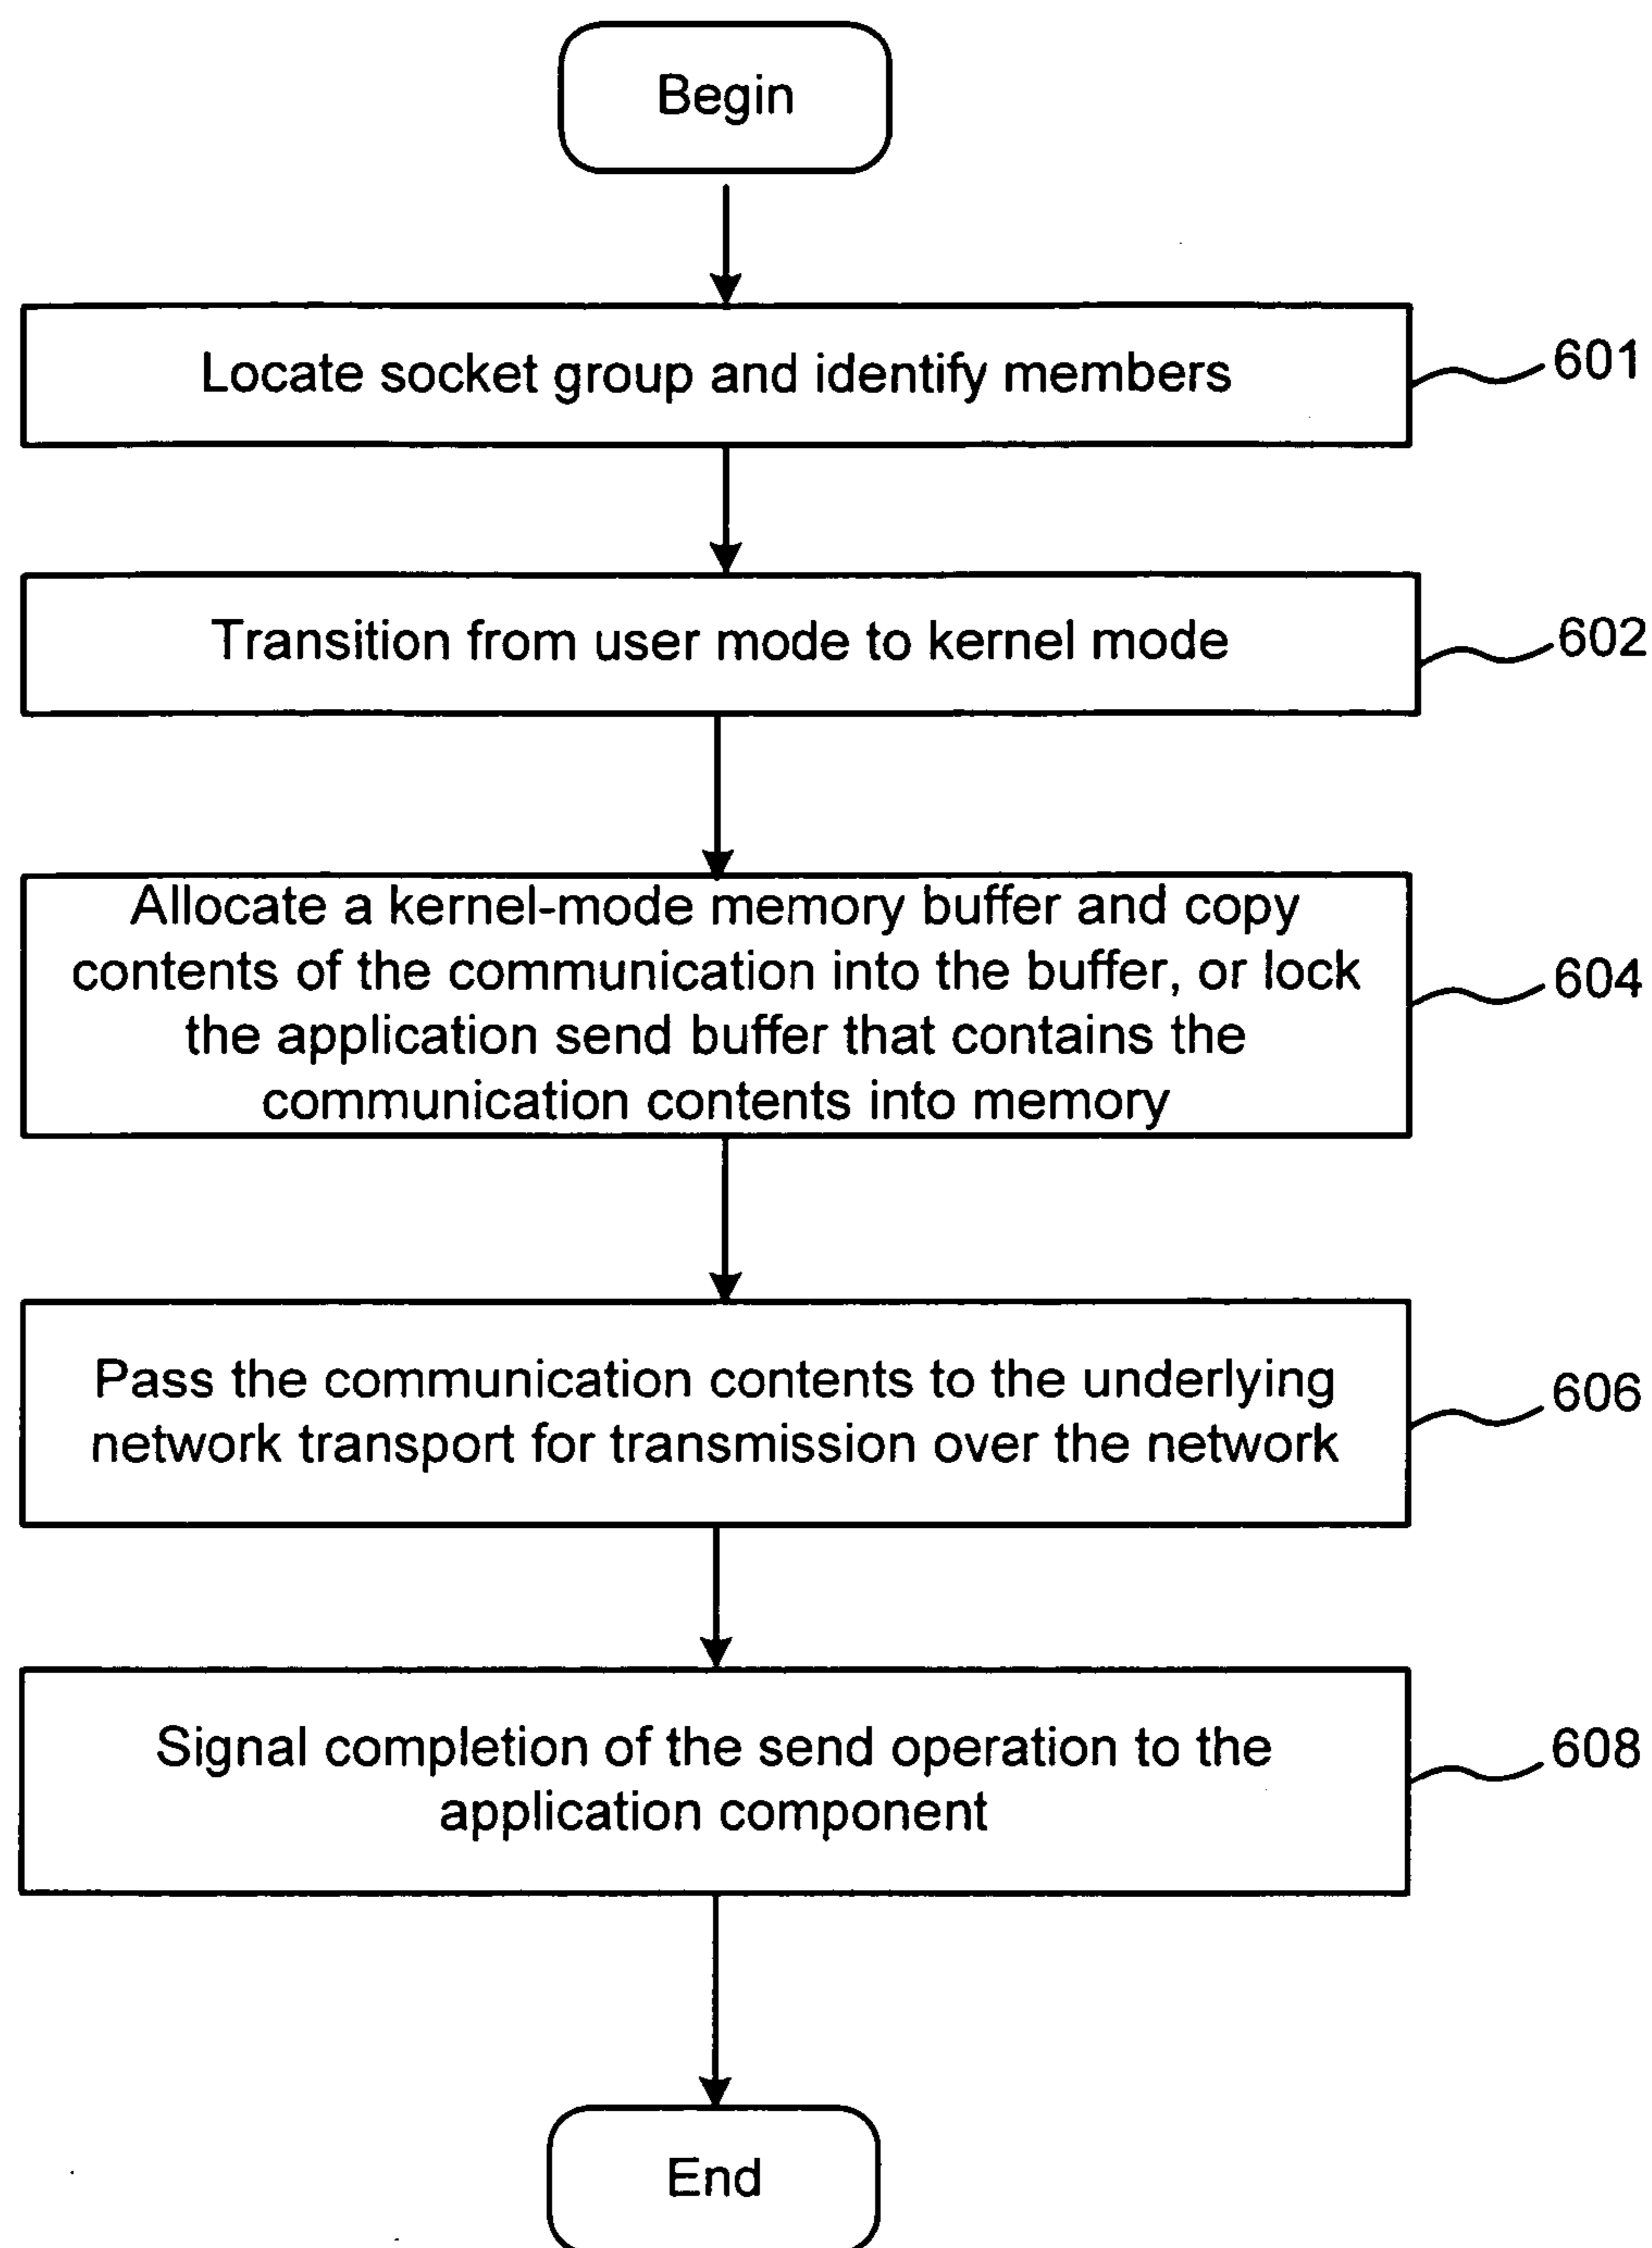 Begin
Locate socket group and identify members
601
Transition from user mode to kernel mode
602
Allocate a kernel-mode memory buffer and copy
contents of the communication into the buffer, or lock
the application send buffer that contains the
communication contents into memory
604
Pass the communication contents to the underlying
network transport for transmission over the network
606
Signal completion of the send operation to the
application component
608
End